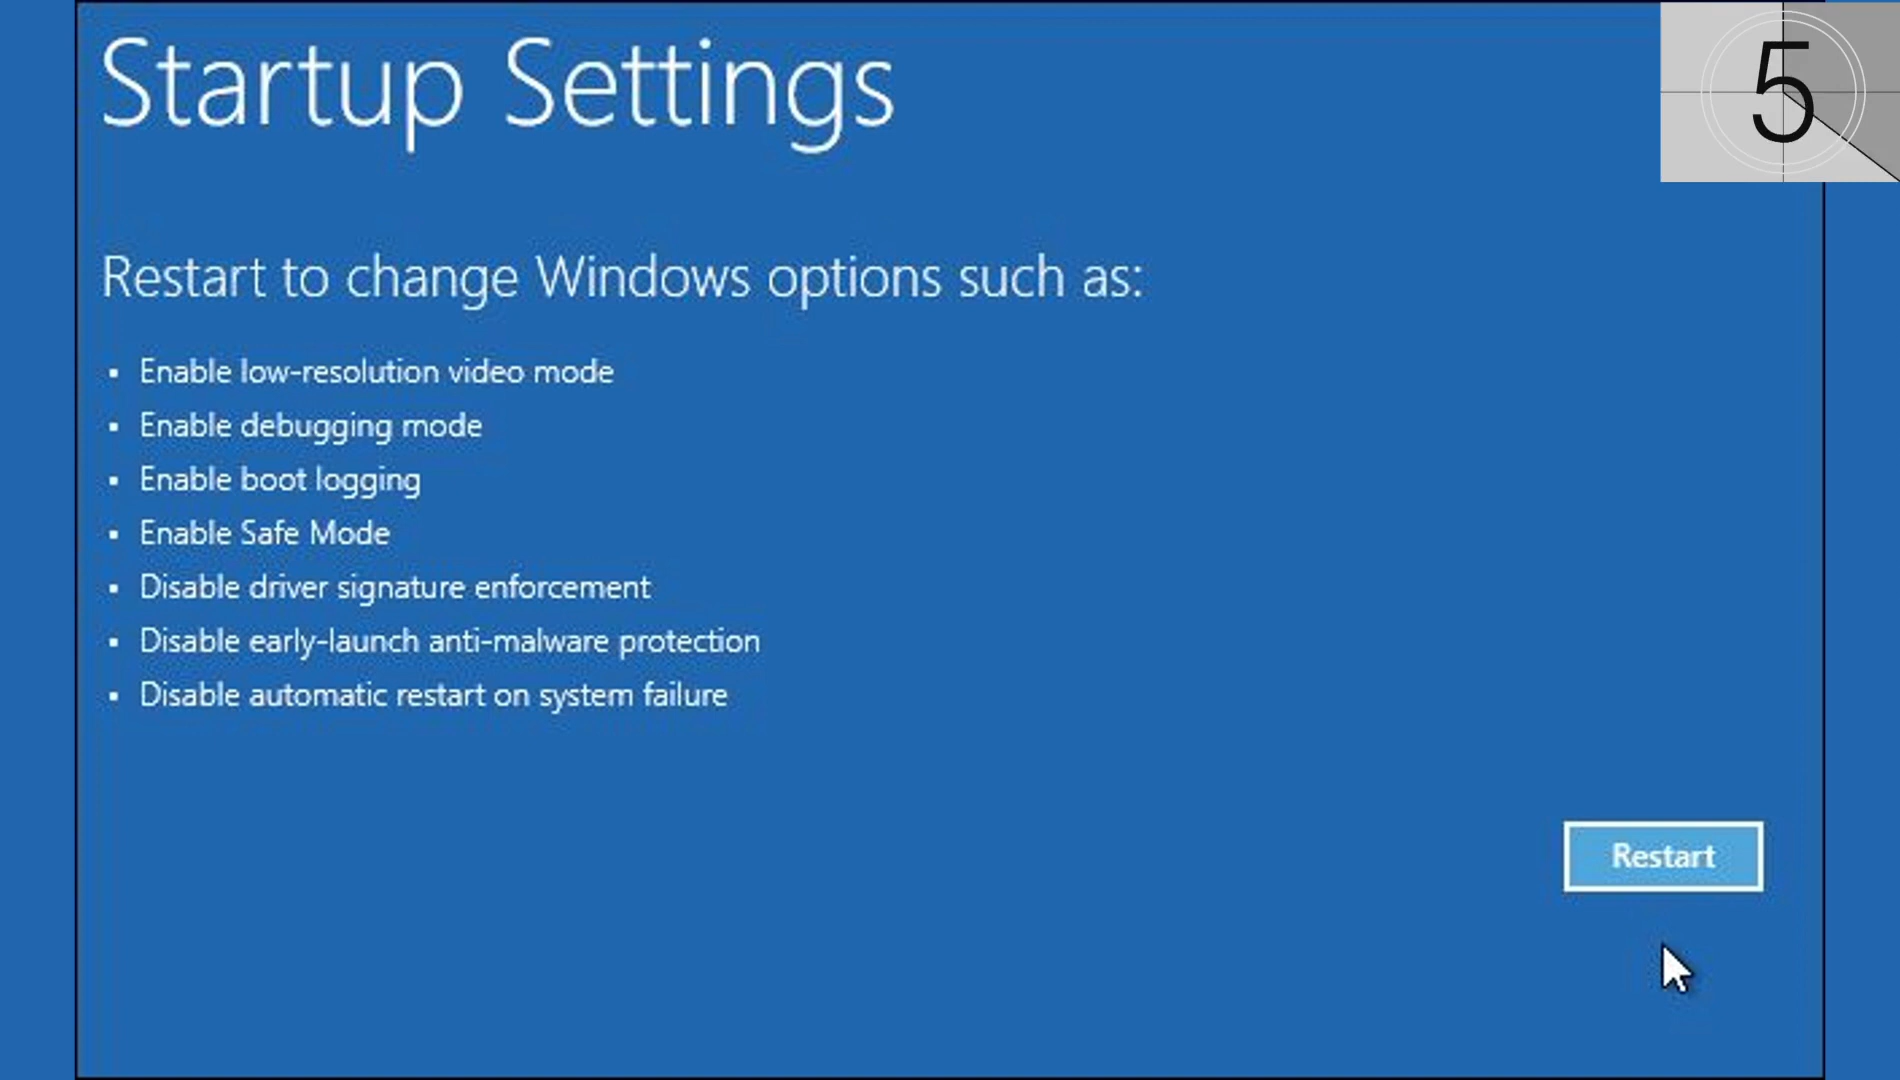 Startup Settings
5
Restart to change Windows options such as:
Enable low-resolution video mode
Enable debugging mode
Enable boot logging
Enable Safe Mode
Disable driver signature enforcement
Disable early-launch anti-malware protection
Disable automatic restart on system failure
Restart